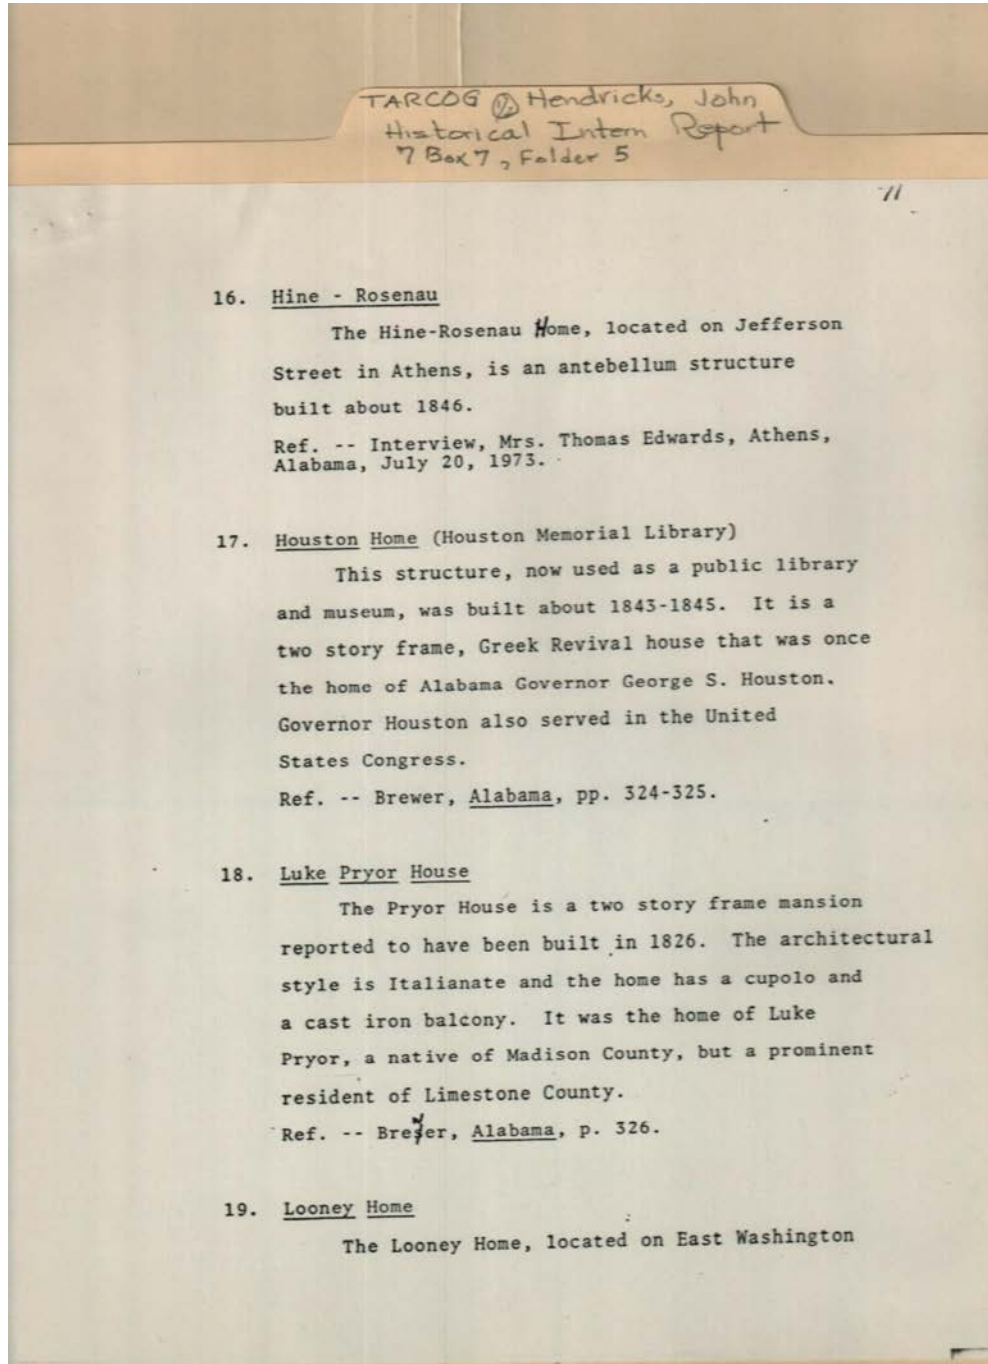 TARCOG ½ Hendricks, John
Historical Intern Report
7 Box 7, Folder 5
11
16. Hine - Rosenau
The Hine-Rosenau Home, located on Jefferson
Street in Athens, is an antebellum structure
built about 1846.
Ref. -- Interview, Mrs. Thomas Edwards, Athens,
Alabama, July 20, 1973.
17. Houston Home (Houston Memorial Library)
This structure, now used as a public library
and museum, was built about 1843-1845. It is a
two story frame, Greek Revival house that was once
the home of Alabama Governor George S. Houston.
Governor Houston also served in the United
States Congress.
Ref. -- Brewer, Alabama, pp. 324-325.
18. Luke Pryor House
The Pryor House is a two story frame mansion
reported to have been built in 1826. The architectural
style is Italianate and the home has a cupolo and
a cast iron balcony. It was the home of Luke
Pryor, a native of Madison County, but a prominent
resident of Limestone County.
Ref. -- Brewer, Alabama, p. 326.
19. Looney Home
The Looney Home, located on East Washington